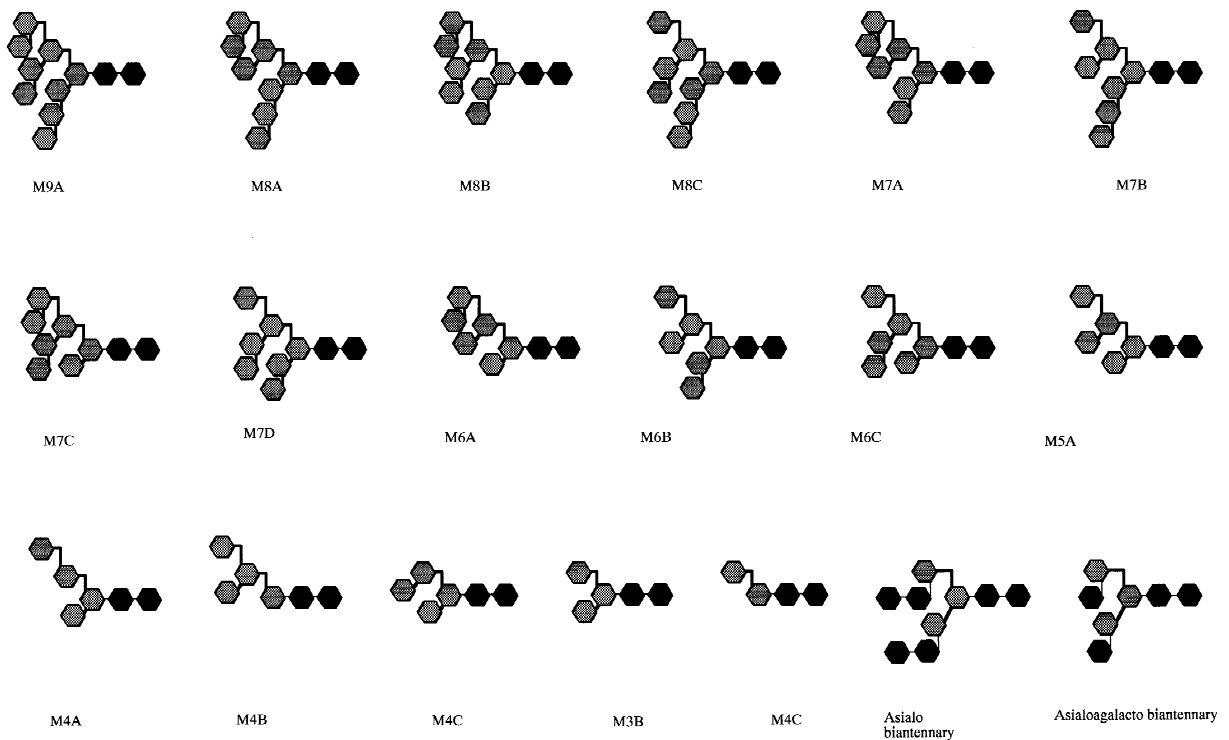 M9A
M8A
M8B
M8C
M7A
M7B
M7C
M7D
M6A
M6B
M6C
M5A
M4A
M4B
M4C
M3B
M4C
Asialo
biantennary
Asialoagalacto biantennary